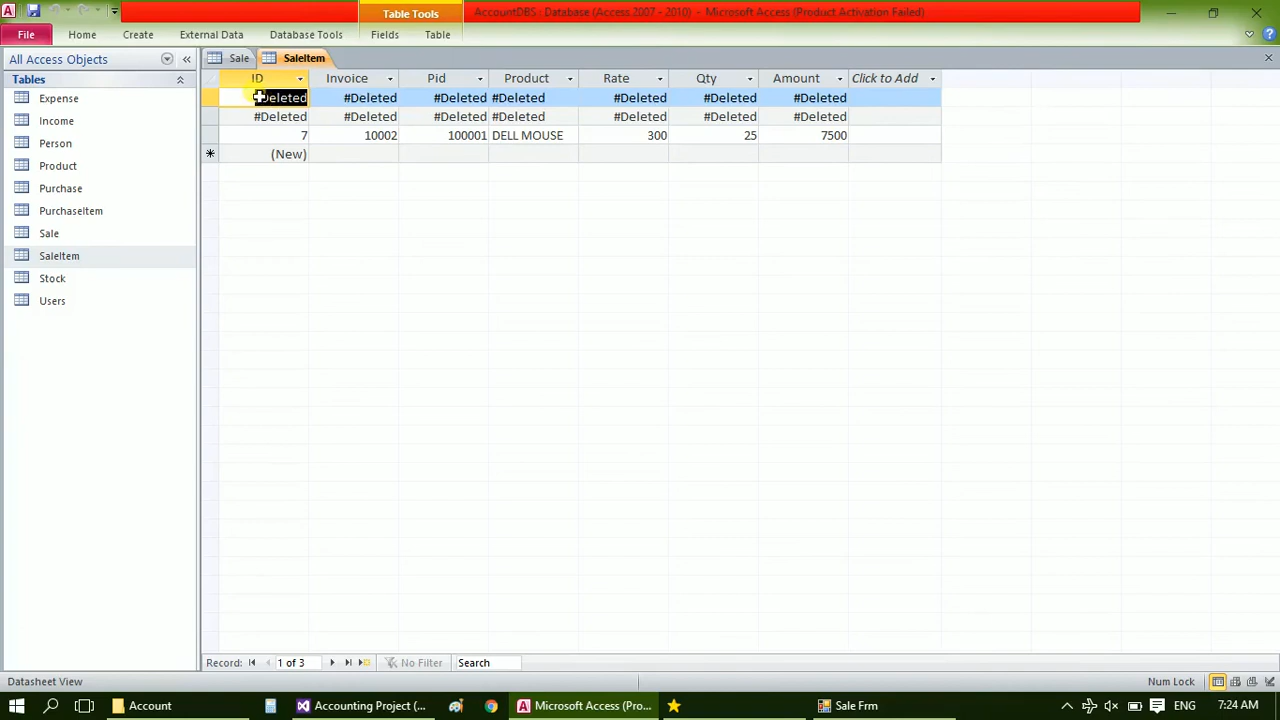 Table Tools
AccountDBS : Database (Access 2007 - 2010) - Microsoft Access (Product Activation Failed)
File Home Create External Data Database Tools Fields Table
All Access Objects
Sale SaleItem
Tables
Expense
Income
Person
Product
Purchase
PurchaseItem
Sale
SaleItem
Stock
Users
ID Invoice Pid Product Rate Qty Amount Click to Add
#Deleted #Deleted #Deleted #Deleted #Deleted #Deleted #Deleted
#Deleted #Deleted #Deleted #Deleted #Deleted #Deleted #Deleted
7 10002 100001 DELL MOUSE 300 25 7500
(New)
Record: 1 of 3 No Filter Search
Datasheet View Num Lock
Account Accounting Project (... Microsoft Access (Pro... Sale Frm ENG 7:24 AM